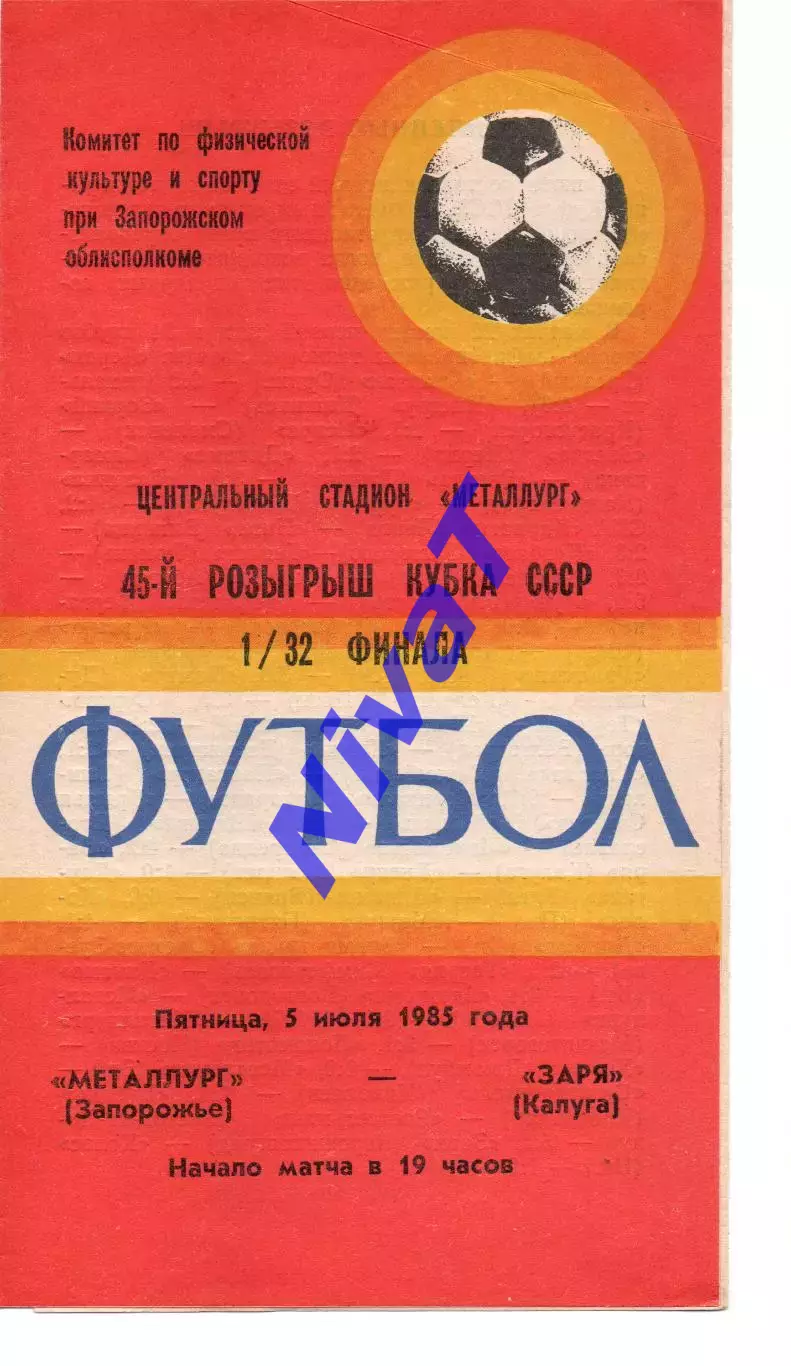 Комитет по физической
культуре и спорту
при Запорожском
облисполкоме
ЦЕНТРАЛЬНЫЙ СТАДИОН «МЕТАЛЛУРГ»
45-Й РОЗЫГРЫШ КУБКА СССР
1/32 ФИНАЛА
ФУТБОЛ
NivaT
Пятница, 5 июля 1985 года
«МЕТАЛЛУРГ» — «ЗАРЯ»
(Запорожье) (Калуга)
Начало матча в 19 часов